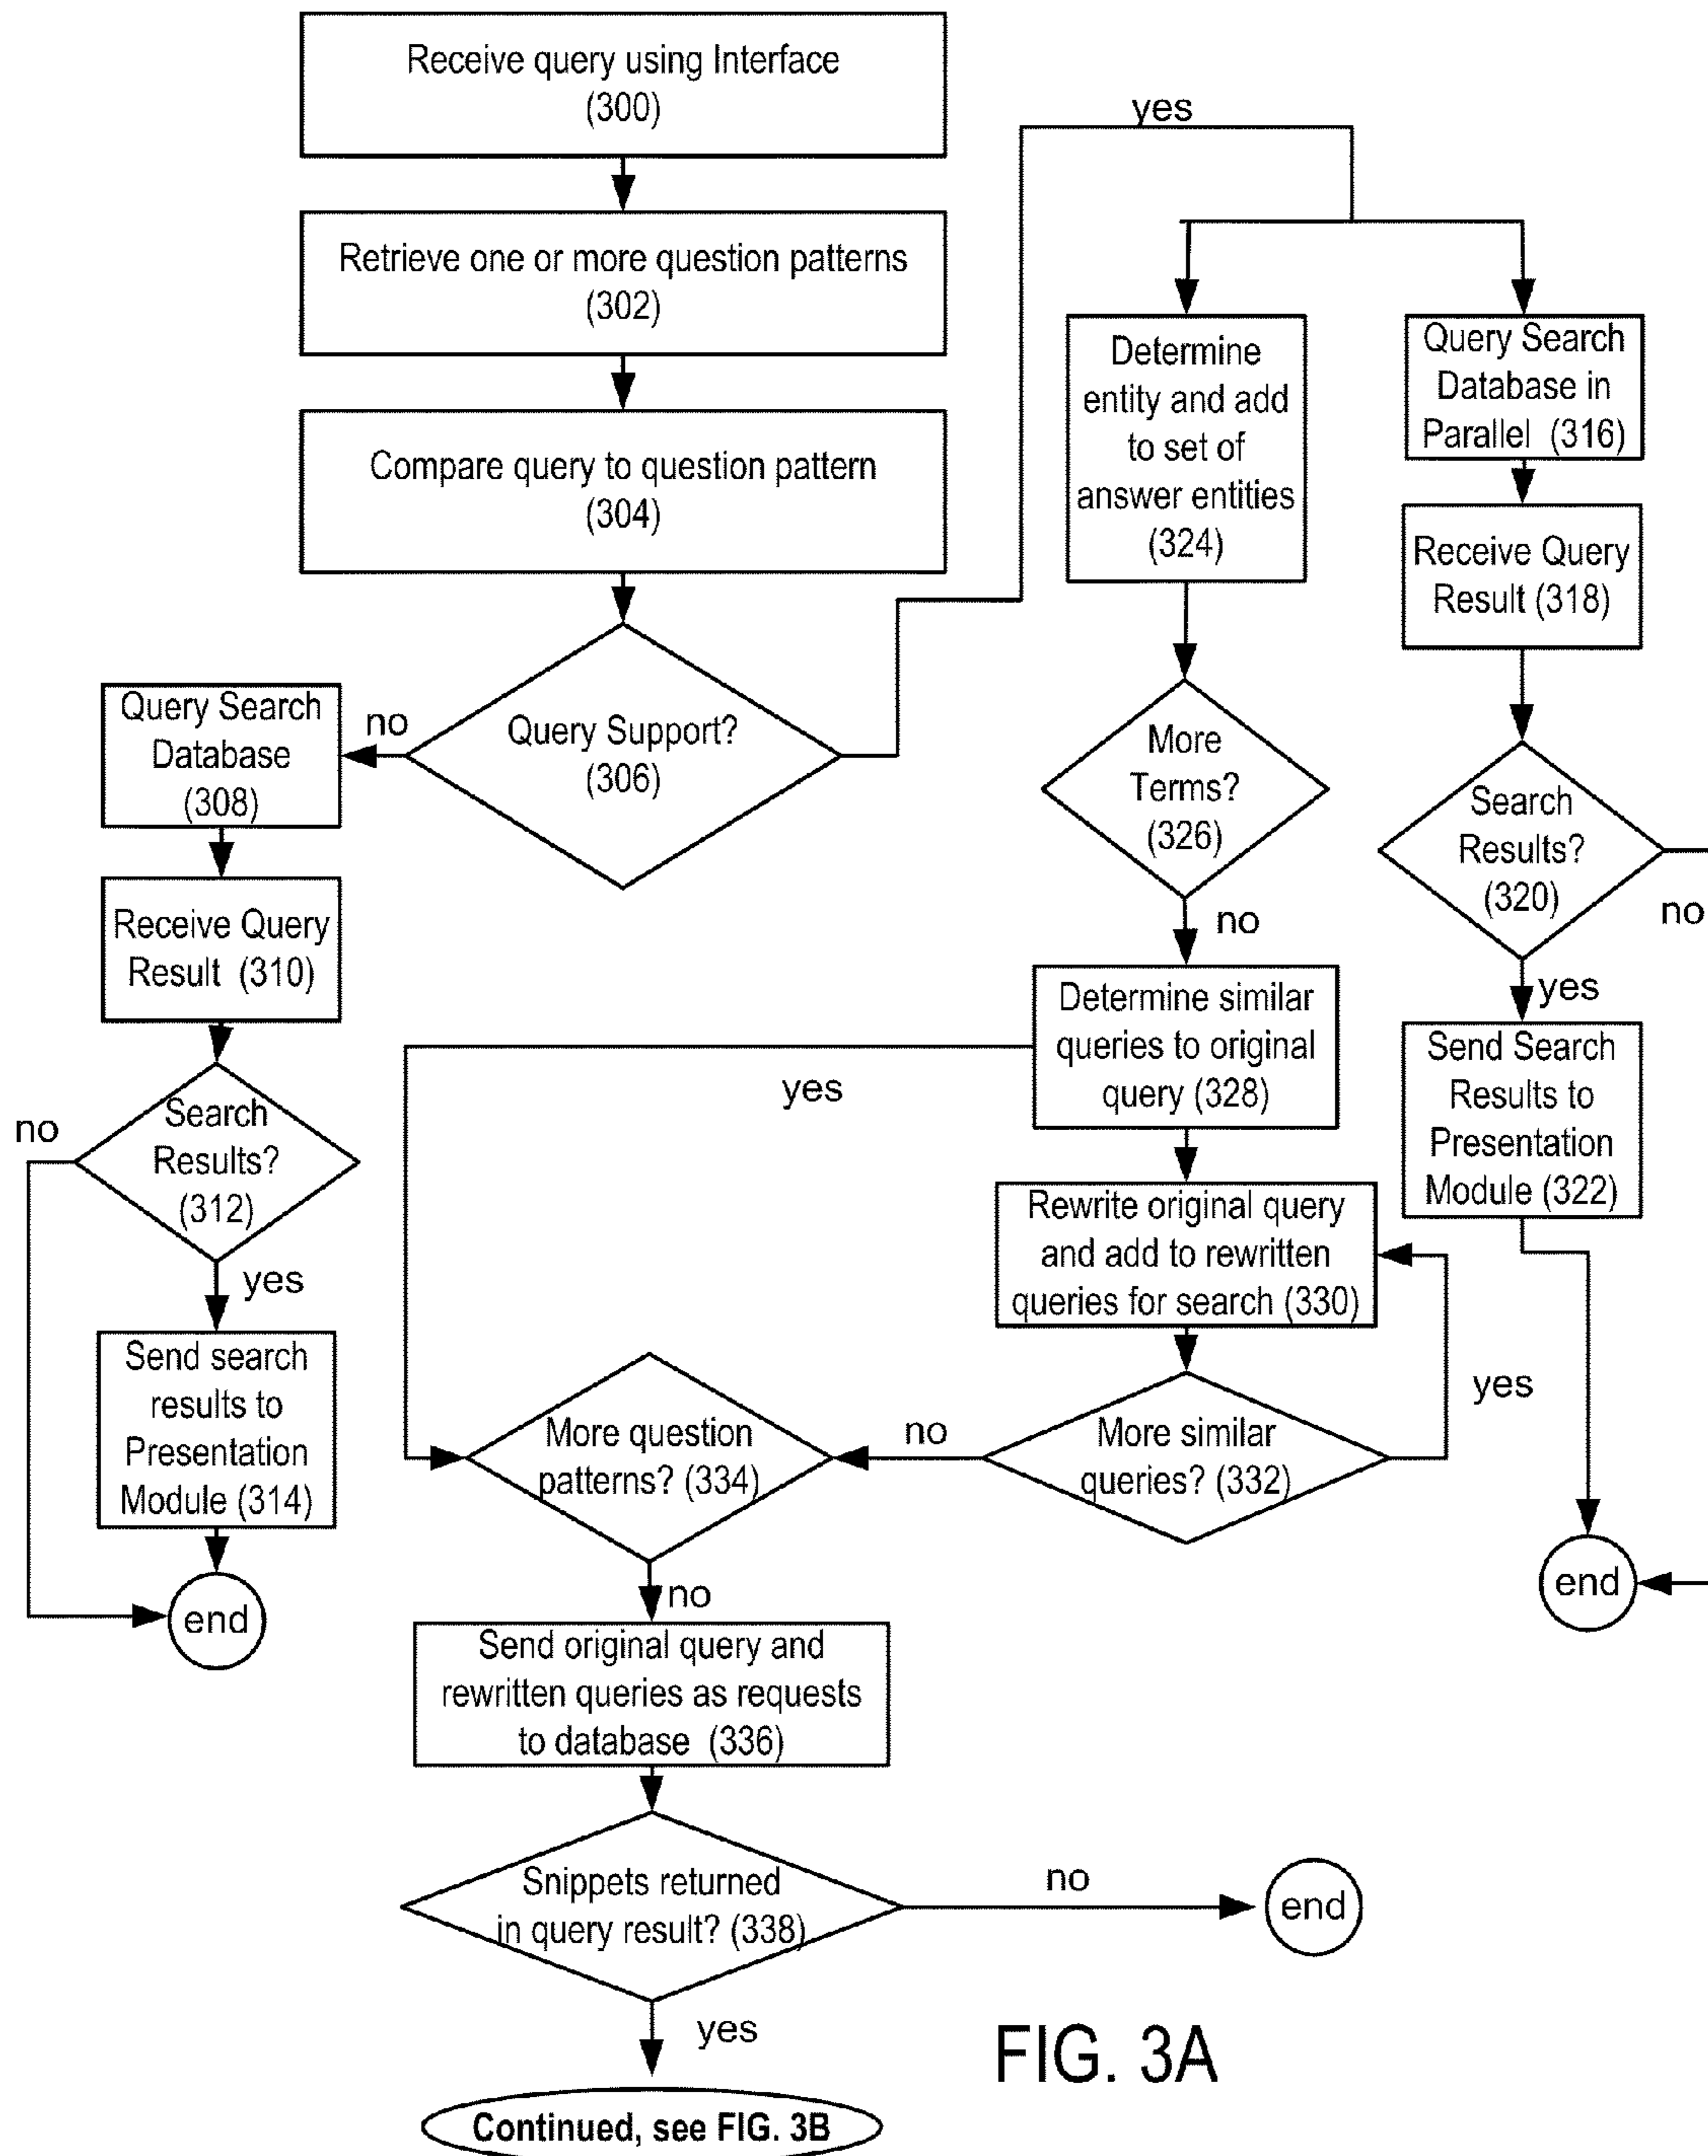 Receive query using Interface
(300)
Retrieve one or more question patterns
(302)
Compare query to question pattern
(304)
Query Support?
(306)
no
yes
Query Search
Database
(308)
Receive Query
Result (310)
Search
Results?
(312)
no
yes
Send search
results to
Presentation
Module (314)
end
Determine
entity and add
to set of
answer entities
(324)
More
Terms?
(326)
no
Determine similar
queries to original
query (328)
yes
Rewrite original query
and add to rewritten
queries for search (330)
More similar
queries? (332)
yes
no
More question
patterns? (334)
no
Send original query and
rewritten queries as requests
to database (336)
Snippets returned
in query result? (338)
no
end
yes
Continued, see FIG. 3B
Query Search
Database in
Parallel (316)
Receive Query
Result (318)
Search
Results?
(320)
no
yes
Send Search
Results to
Presentation
Module (322)
end
FIG. 3A